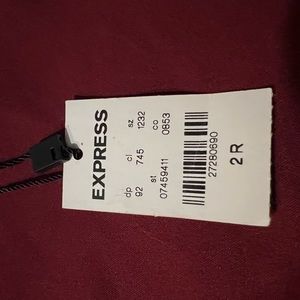 EXPRESS
dp cl sz
92 745 1232
st co
07459411 0853
27280690
2R